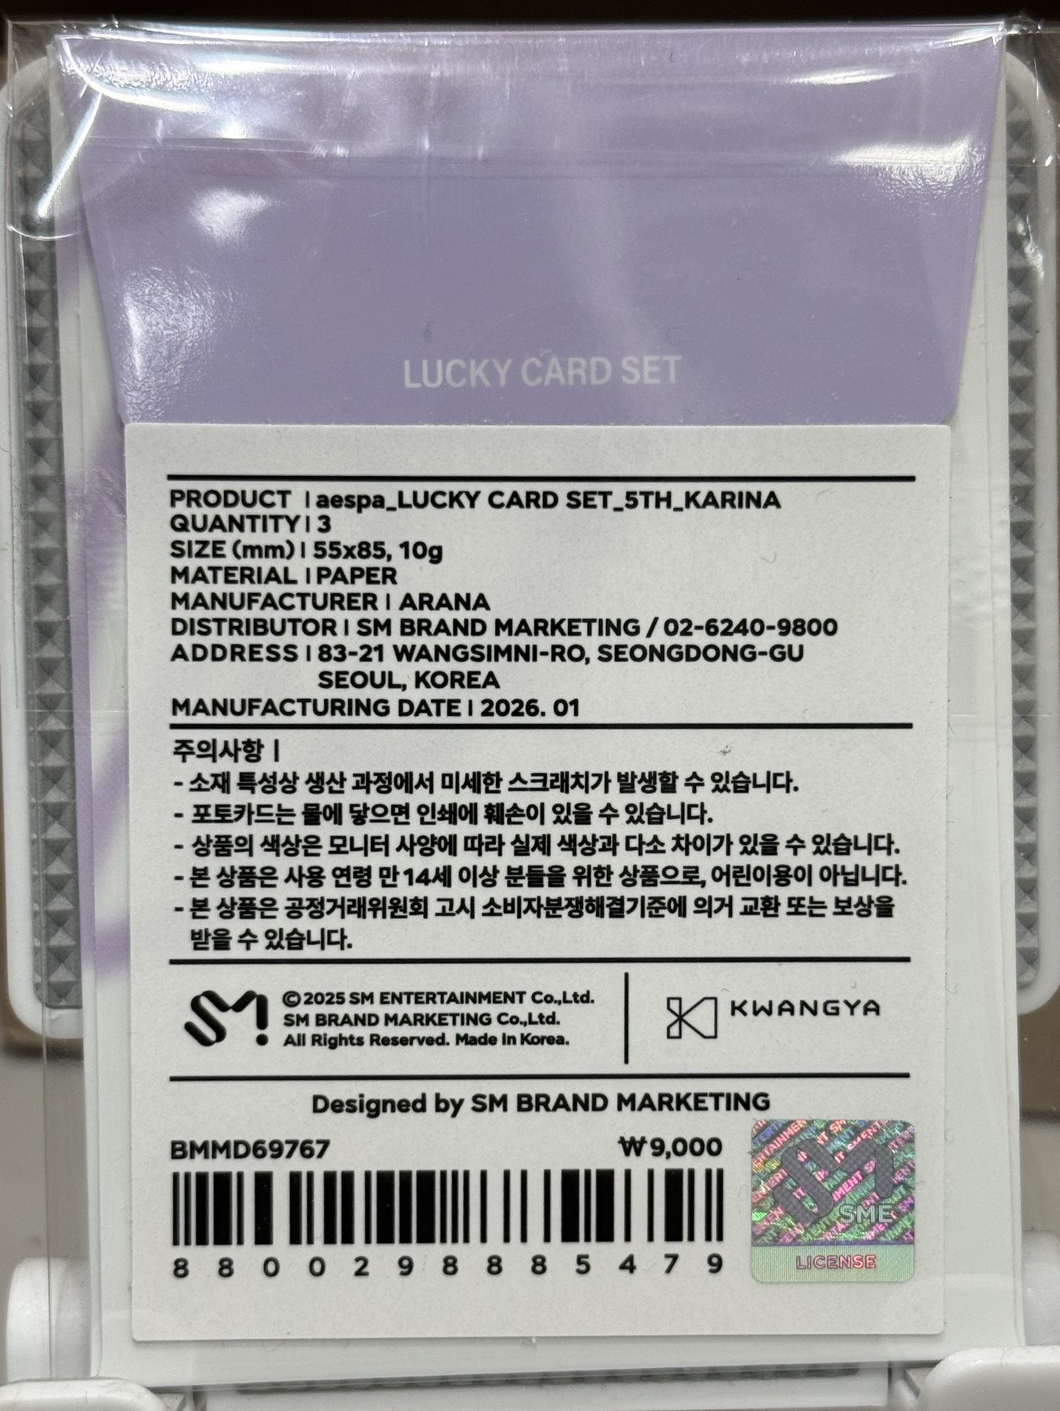 LUCKY CARD SET
PRODUCT | aespa_LUCKY CARD SET_5TH_KARINA
QUANTITY | 3
SIZE (mm) | 55x85, 10g
MATERIAL | PAPER
MANUFACTURER | ARANA
DISTRIBUTOR | SM BRAND MARKETING / 02-6240-9800
ADDRESS | 83-21 WANGSIMNI-RO, SEONGDONG-GU
SEOUL, KOREA
MANUFACTURING DATE | 2026. 01
주의사항 |
- 소재 특성상 생산 과정에서 미세한 스크래치가 발생할 수 있습니다.
- 포토카드는 물에 닿으면 인쇄에 훼손이 있을 수 있습니다.
- 상품의 색상은 모니터 사양에 따라 실제 색상과 다소 차이가 있을 수 있습니다.
- 본 상품은 사용 연령 만 14세 이상 분들을 위한 상품으로, 어린이용이 아닙니다.
- 본 상품은 공정거래위원회 고시 소비자분쟁해결기준에 의거 교환 또는 보상을
받을 수 있습니다.
SM
©2025 SM ENTERTAINMENT Co.,Ltd.
SM BRAND MARKETING Co.,Ltd.
All Rights Reserved. Made In Korea.
KWANGYA
Designed by SM BRAND MARKETING
BMMD69767
₩9,000
8800298885479
SME
LICENSE